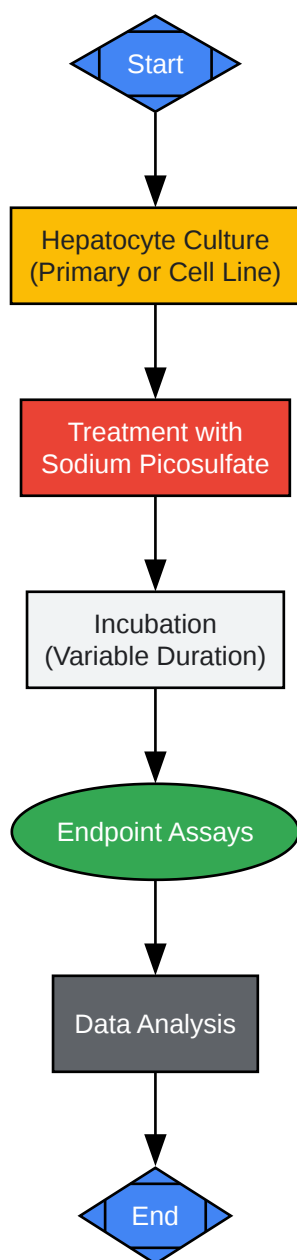 Start
Hepatocyte Culture
(Primary or Cell Line)
Treatment with
Sodium Picosulfate
Incubation
(Variable Duration)
Endpoint Assays
Data Analysis
End